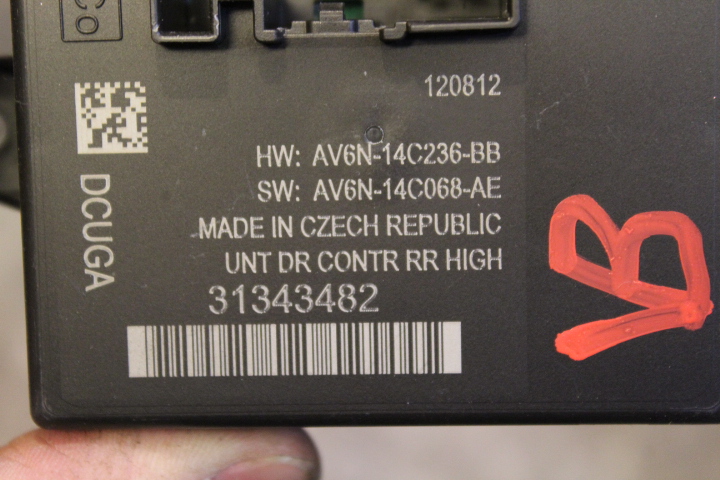 Co
120812
HW: AV6N-14C236-BB
SW: AV6N-14C068-AE
MADE IN CZECH REPUBLIC
UNT DR CONTR RR HIGH
31343482
DCUGA
VB